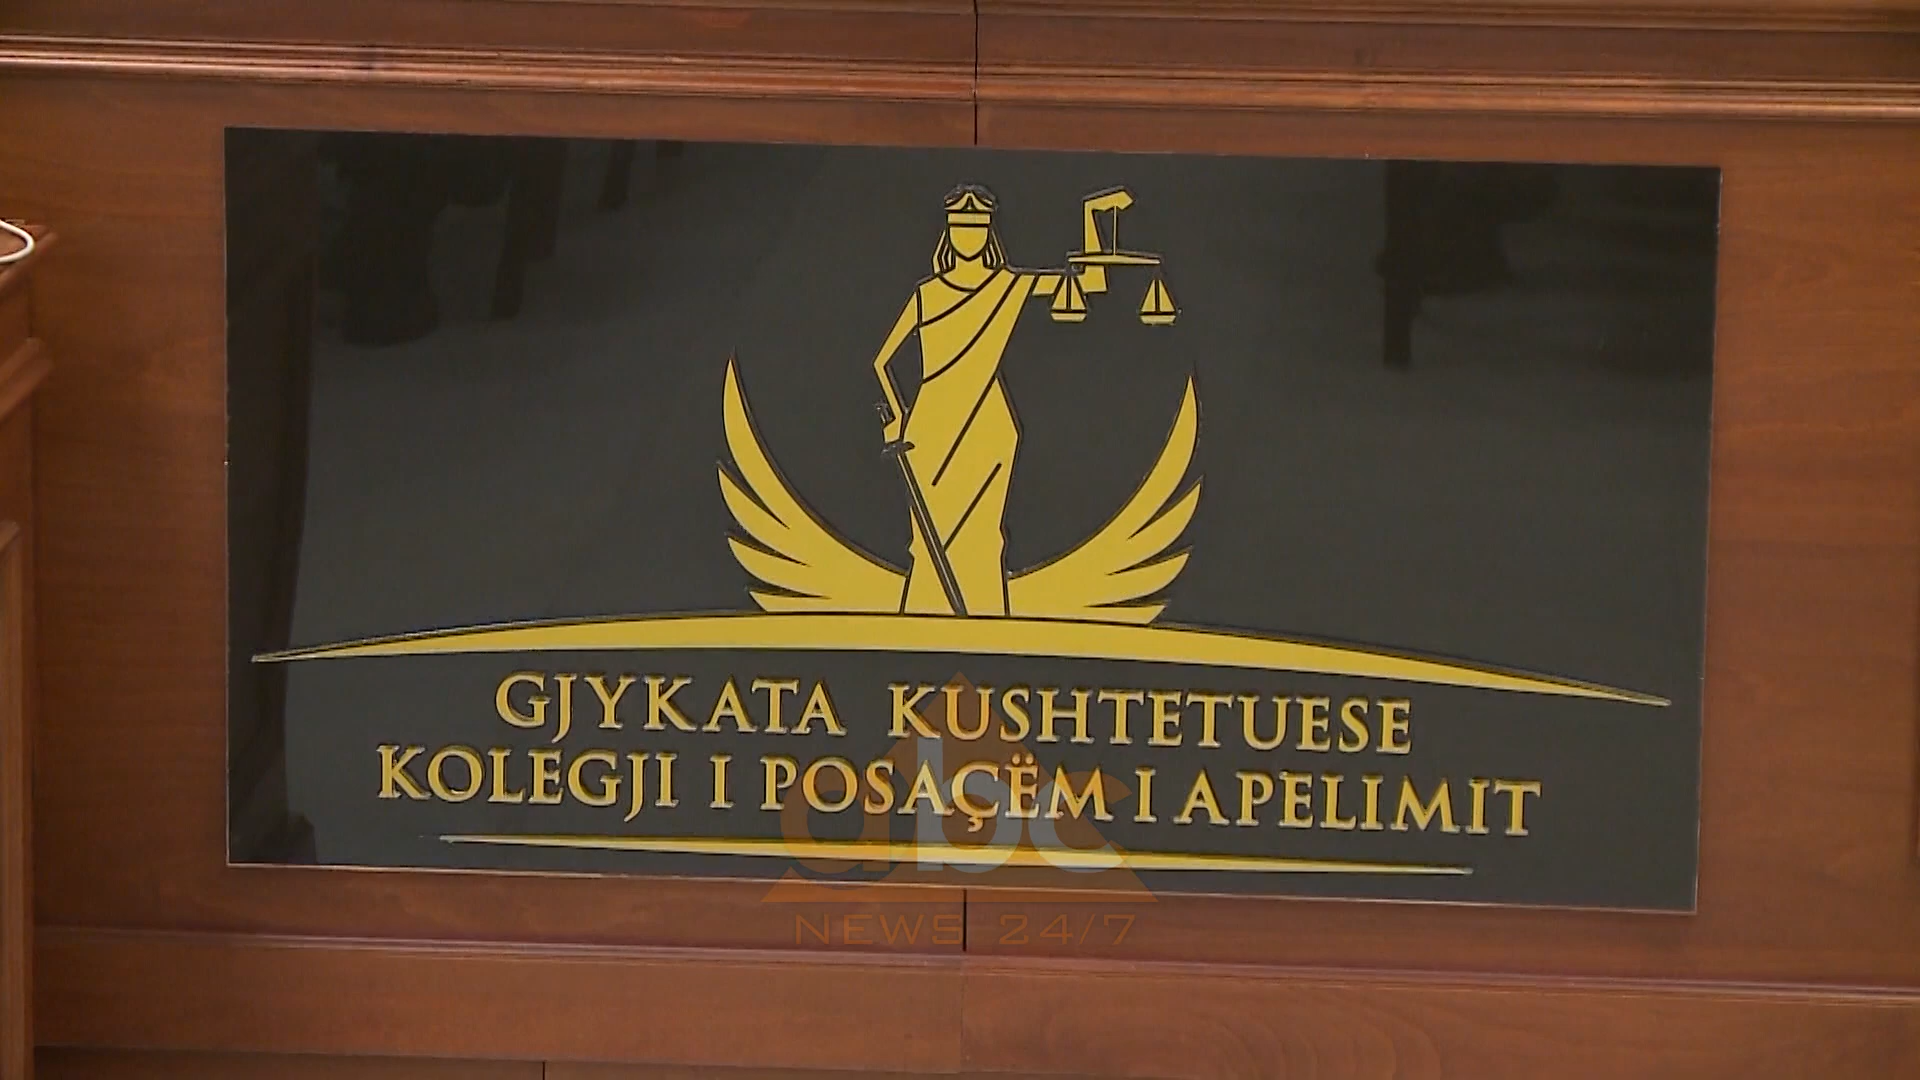 GJYKATA KUSHTETUESE
KOLEGJI I POSAÇËM I APELIMIT
abc
NEWS 24/7